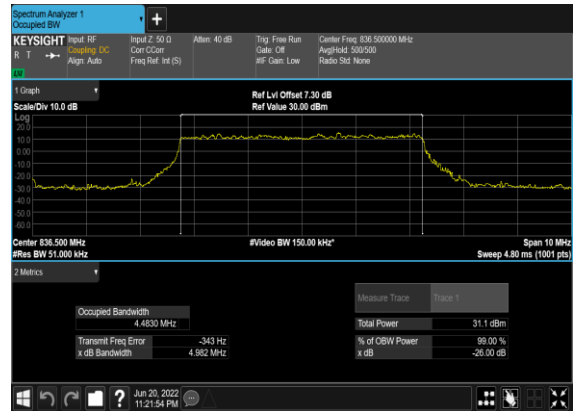 Spectrum Analyzer 1
Occupied BW
+
KEYSIGHT Input: RF Input Z: 50 Ω Atten: 40 dB Trig: Free Run Center Freq: 836.500000 MHz
R T Coupling: DC Corr CCorr Gate: Off Avg|Hold: 500/500
Align: Auto Freq Ref: Int (S) #IF Gain: Low Radio Std: None
LW
1 Graph
Ref Lvl Offset 7.30 dB
Scale/Div 10.0 dB Ref Value 30.00 dBm
Log
20.0
10.0
0.00
-10.0
-20.0
-30.0
-40.0
-50.0
-60.0
Center 836.500 MHz #Video BW 150.00 kHz* Span 10 MHz
#Res BW 51.000 kHz Sweep 4.80 ms (1001 pts)
2 Metrics
Measure Trace Trace 1
Occupied Bandwidth
4.4830 MHz Total Power 31.1 dBm
Transmit Freq Error -343 Hz % of OBW Power 99.00 %
x dB Bandwidth 4.982 MHz x dB -26.00 dB
? Jun 20, 2022
11:21:54 PM